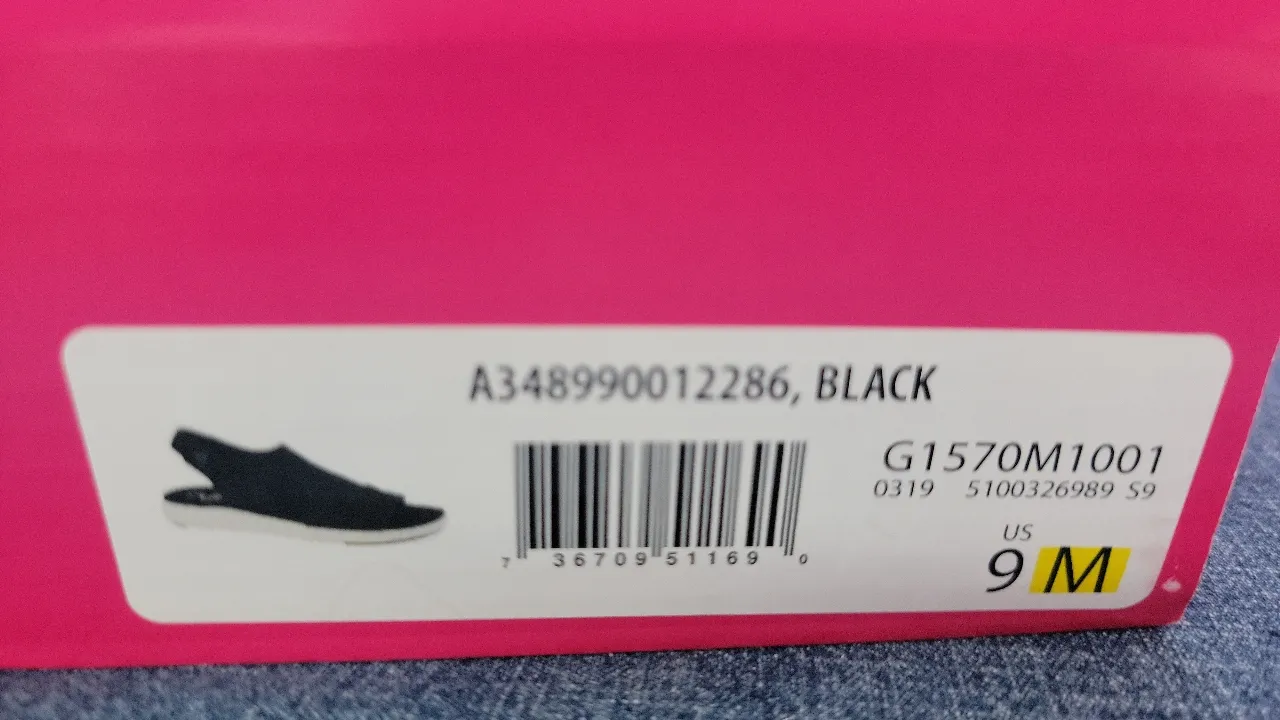 A348990012286, BLACK
G1570M1001
0319 5100326989 S9
7 36709 51169 0
US
9 M